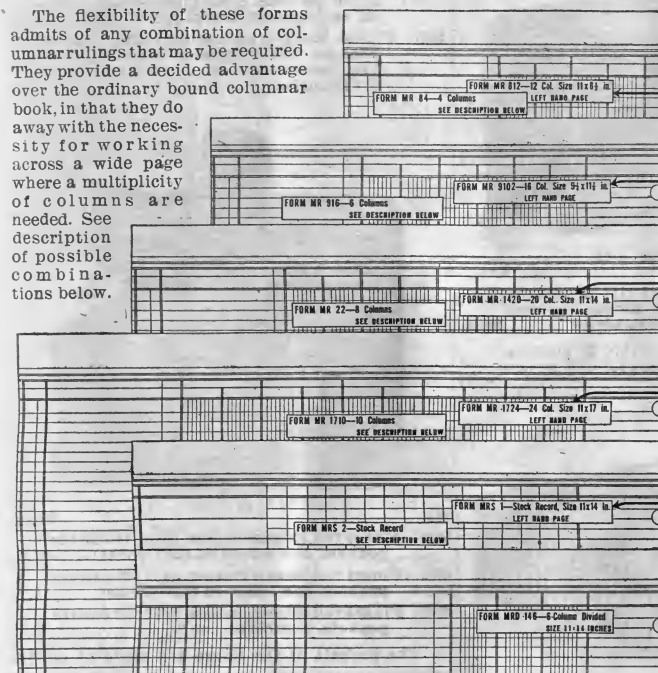 The flexibility of these forms
admits of any combination of col-
umnar rulings that may be required.
They provide a decided advantage
over the ordinary bound columnar
book, in that they do
away with the neces-
sity for working
across a wide page
where a multiplicity
of columns are
needed. See
description
of possible
combina-
tions below.
FORM MR 812—12 Col. Size 11x8½ in.
LEFT HAND PAGE
FORM MR 84—4 Columns
SEE DESCRIPTION BELOW
FORM MR 9102—16 Col. Size 9½x11½ in.
LEFT HAND PAGE
FORM MR 916—6 Columns
SEE DESCRIPTION BELOW
FORM MR 1420—20 Col. Size 11x14 in.
LEFT HAND PAGE
FORM MR 22—8 Columns
SEE DESCRIPTION BELOW
FORM MR 1724—24 Col. Size 11x17 in.
LEFT HAND PAGE
FORM MR 1710—10 Columns
SEE DESCRIPTION BELOW
FORM MRS 1—Stock Record, Size 11x14 in.
LEFT HAND PAGE
FORM MRS 2—Stock Record
SEE DESCRIPTION BELOW
FORM MRD 146—6-Column Divided
SIZE 11x14 INCHES